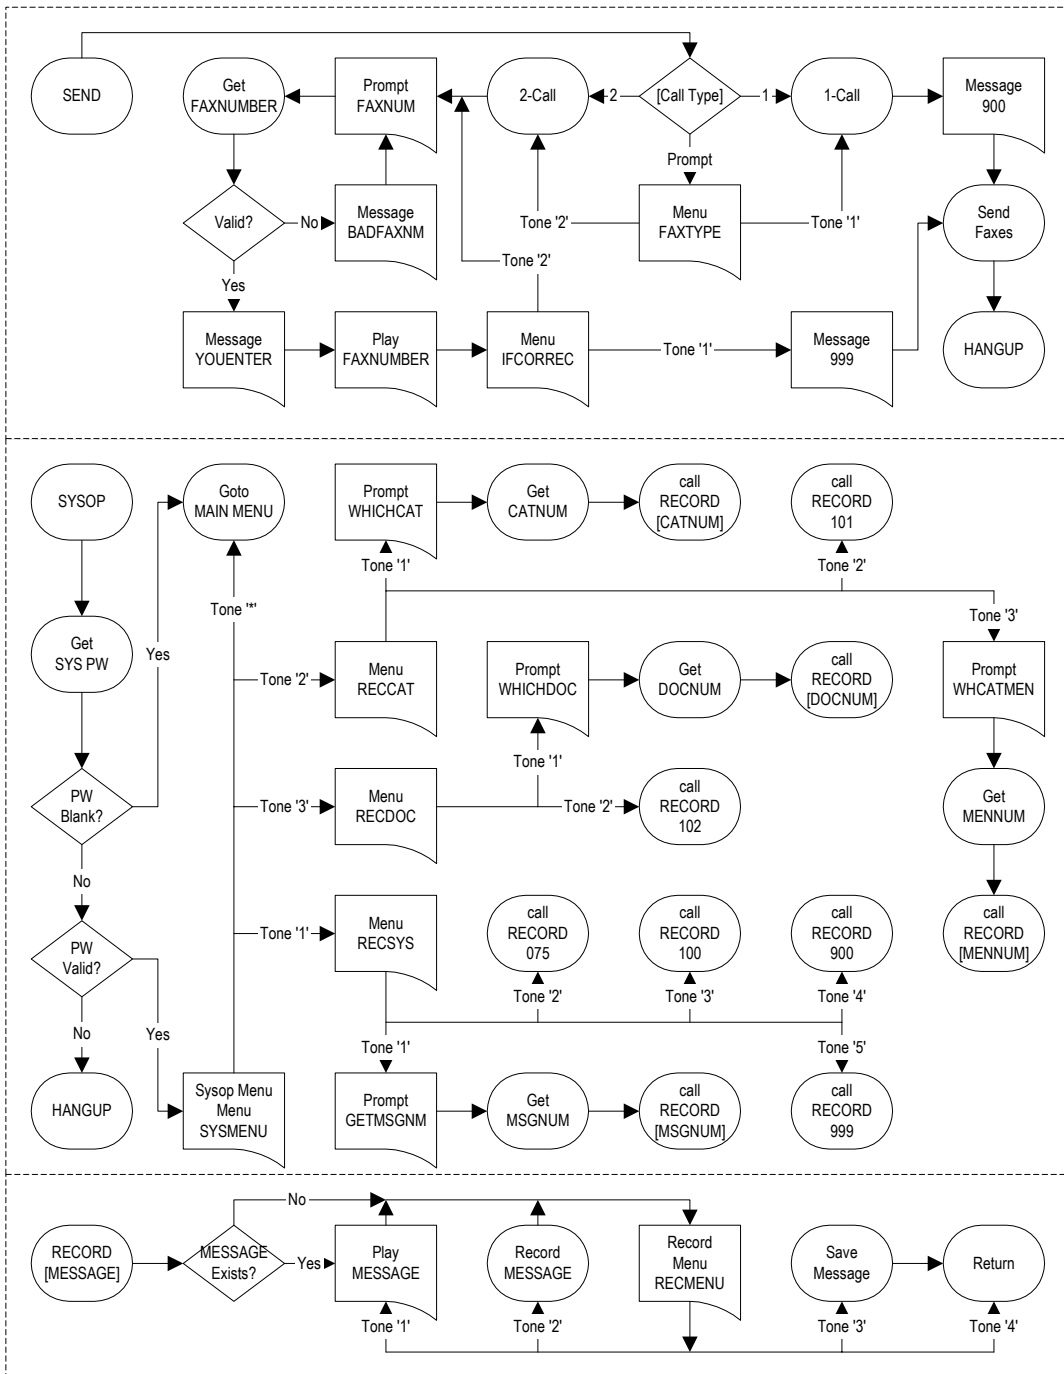 SEND
Get
FAXNUMBER
Prompt
FAXNUM
2-Call
2
[Call Type]
1
1-Call
Message
900
Prompt
Valid?
No
Message
BADFAXNM
Tone '2'
Menu
FAXTYPE
Tone '1'
Send
Faxes
Tone '2'
Yes
Message
YOUENTER
Play
FAXNUMBER
Menu
IFCORREC
Tone '1'
Message
999
HANGUP
SYSOP
Goto
MAIN MENU
Prompt
WHICHCAT
Get
CATNUM
call
RECORD
[CATNUM]
call
RECORD
101
Tone '1'
Tone '2'
Tone '*'
Tone '3'
Get
SYS PW
Yes
Tone '2'
Menu
RECCAT
Prompt
WHICHDOC
Get
DOCNUM
call
RECORD
[DOCNUM]
Prompt
WHCATMEN
Tone '1'
PW
Blank?
Tone '3'
Menu
RECDOC
Tone '2'
call
RECORD
102
Get
MENNUM
No
PW
Valid?
Tone '1'
Menu
RECSYS
call
RECORD
075
call
RECORD
100
call
RECORD
900
call
RECORD
[MENNUM]
Tone '2'
Tone '3'
Tone '4'
No
Yes
Tone '1'
Tone '5'
HANGUP
Sysop Menu
Menu
SYSMENU
Prompt
GETMSGNM
Get
MSGNUM
call
RECORD
[MSGNUM]
call
RECORD
999
No
RECORD
[MESSAGE]
MESSAGE
Exists?
Yes
Play
MESSAGE
Record
MESSAGE
Record
Menu
RECMENU
Save
Message
Return
Tone '1'
Tone '2'
Tone '3'
Tone '4'